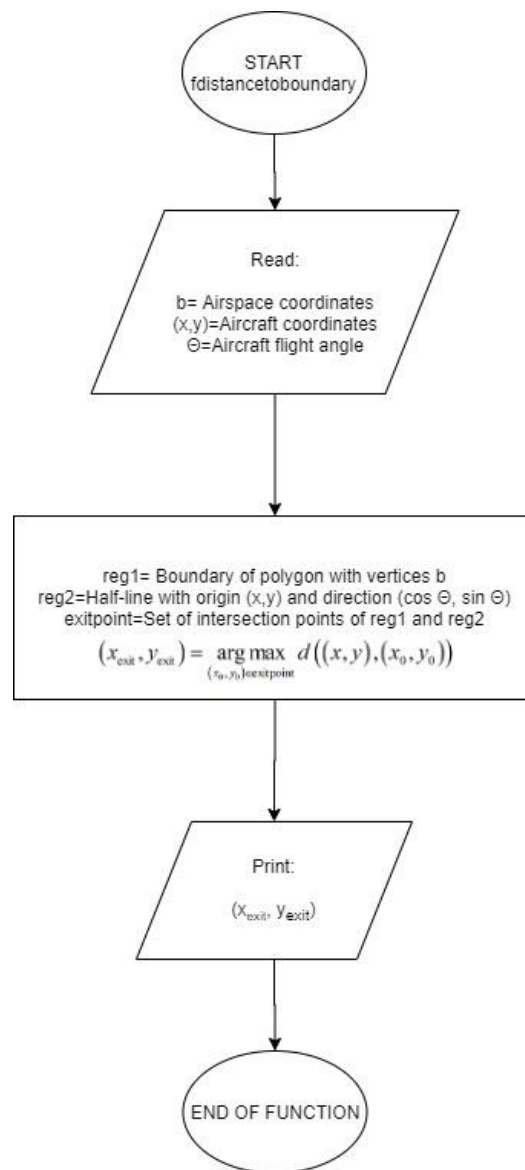 START
fdistancetoboundary
Read:
b= Airspace coordinates
(x,y)=Aircraft coordinates
Θ=Aircraft flight angle
reg1= Boundary of polygon with vertices b
reg2=Half-line with origin (x,y) and direction (cos Θ, sin Θ)
exitpoint=Set of intersection points of reg1 and reg2
(x_exit, y_exit) = arg max d((x, y),(x_0, y_0))
(x_0, y_0)∈exitpoint
Print:
(x_exit, y_exit)
END OF FUNCTION